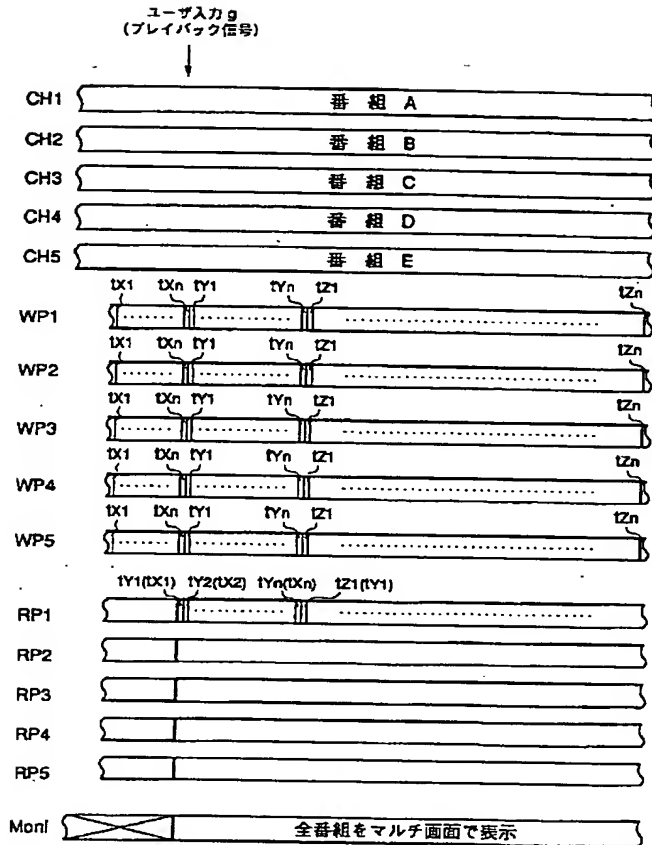 ユーザ入力 g
(プレイバック信号)
CH1 番 組 A
CH2 番 組 B
CH3 番 組 C
CH4 番 組 D
CH5 番 組 E
tX1 tXn tY1 tYn tZ1 tZn
WP1
tX1 tXn tY1 tYn tZ1 tZn
WP2
tX1 tXn tY1 tYn tZ1 tZn
WP3
tX1 tXn tY1 tYn tZ1 tZn
WP4
tX1 tXn tY1 tYn tZ1 tZn
WP5
tY1(tX1) tY2(tX2) tYn(tXn) tZ1(tY1)
RP1
RP2
RP3
RP4
RP5
Moni 全番組をマルチ画面で表示